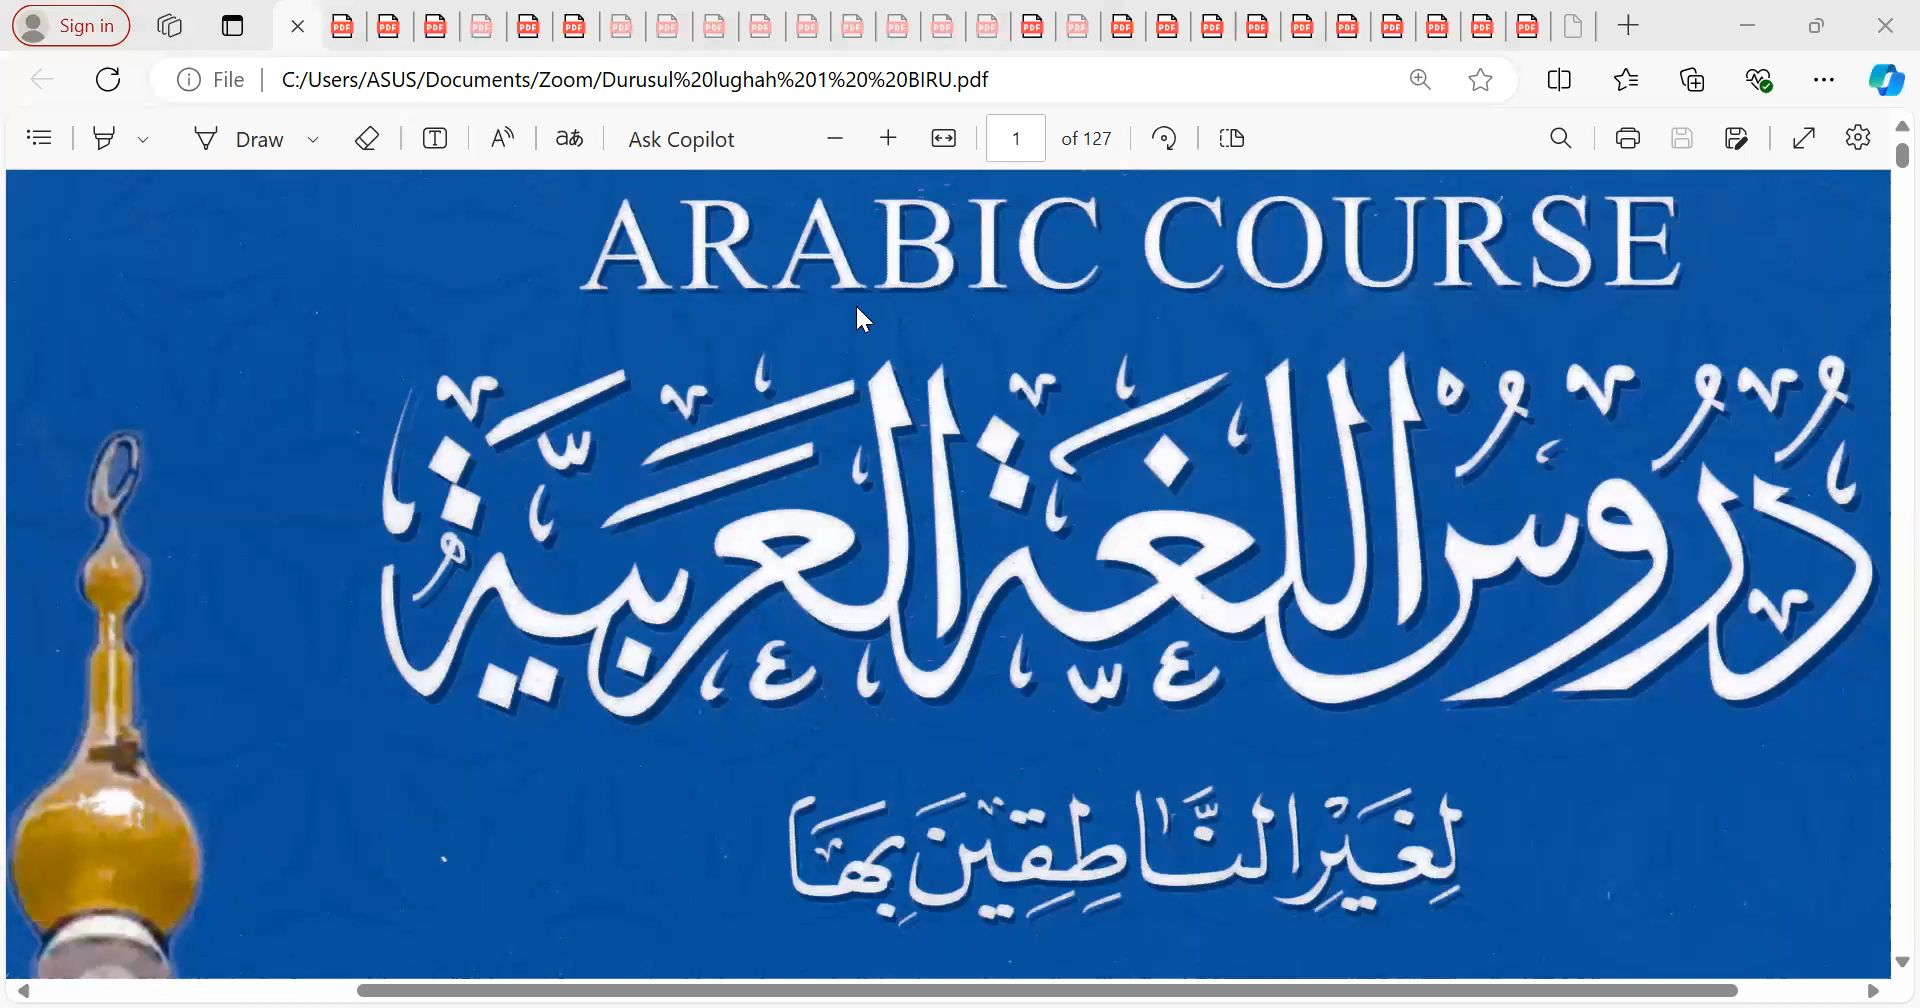 Sign in
File
C:/Users/ASUS/Documents/Zoom/Durusul%20lughah%201%20%20BIRU.pdf
Draw
Ask Copilot
1 of 127
ARABIC COURSE
دُرُوسُ اللُّغَةِ العَرَبِيَّةِ
لِغَيْرِ النَّاطِقِيْنَ بِهَا